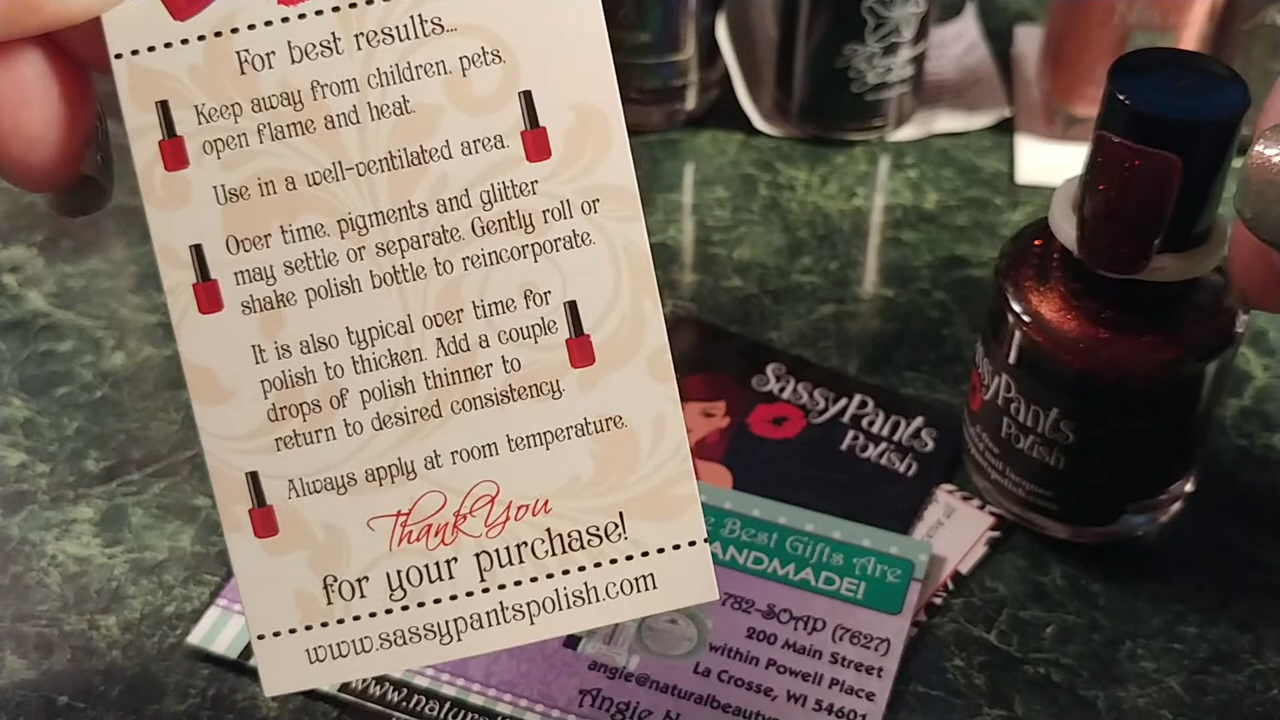 For best results...
Keep away from children, pets,
open flame and heat.
Use in a well-ventilated area.
Over time, pigments and glitter
may settle or separate. Gently roll or
shake polish bottle to reincorporate.
It is also typical over time for
polish to thicken. Add a couple
drops of polish thinner to
return to desired consistency.
Always apply at room temperature.
Thank You
for your purchase!
www.sassypantspolish.com
SassyPants
Polish
Best Gifts Are
ANDMADE!
782-SOAP (7627)
200 Main Street
within Powell Place
La Crosse, WI 54601
Angie
Polish